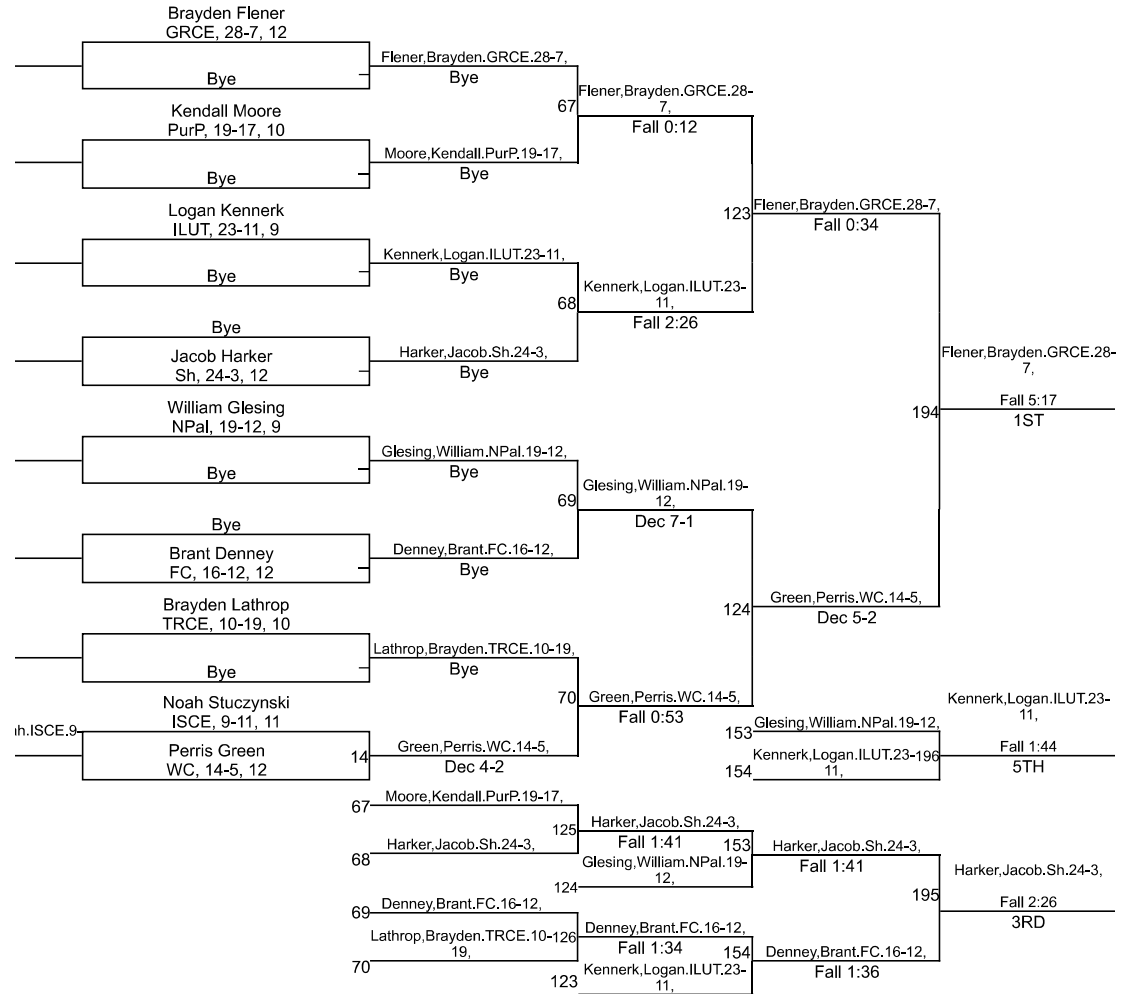 Brayden Flener
GRCE, 28-7, 12
Bye
Flener,Brayden.GRCE.28-7,
Bye
Kendall Moore
PurP, 19-17, 10
Bye
Moore,Kendall.PurP.19-17,
Bye
67
Flener,Brayden.GRCE.28-
7,
Fall 0:12
Logan Kennerk
ILUT, 23-11, 9
Bye
Kennerk,Logan.ILUT.23-11,
Bye
Bye
Jacob Harker
Sh, 24-3, 12
Harker,Jacob.Sh.24-3,
Bye
68
Kennerk,Logan.ILUT.23-
11,
Fall 2:26
123
Flener,Brayden.GRCE.28-7,
Fall 0:34
William Glesing
NPal, 19-12, 9
Bye
Glesing,William.NPal.19-12,
Bye
Bye
Brant Denney
FC, 16-12, 12
Denney,Brant.FC.16-12,
Bye
69
Glesing,William.NPal.19-
12,
Dec 7-1
Brayden Lathrop
TRCE, 10-19, 10
Bye
Lathrop,Brayden.TRCE.10-19,
Bye
.ISCE.9-
Noah Stuczynski
ISCE, 9-11, 11
Perris Green
WC, 14-5, 12
14
Green,Perris.WC.14-5,
Dec 4-2
70
Green,Perris.WC.14-5,
Fall 0:53
124
Green,Perris.WC.14-5,
Dec 5-2
194
Flener,Brayden.GRCE.28-
7,
Fall 5:17
1ST
153
Glesing,William.NPal.19-12,
154
Kennerk,Logan.ILUT.23-
11,
196
Kennerk,Logan.ILUT.23-
11,
Fall 1:44
5TH
67
Moore,Kendall.PurP.19-17,
68
Harker,Jacob.Sh.24-3,
125
Harker,Jacob.Sh.24-3,
Fall 1:41
124
Glesing,William.NPal.19-
12,
153
Harker,Jacob.Sh.24-3,
Fall 1:41
69
Denney,Brant.FC.16-12,
70
Lathrop,Brayden.TRCE.10-
19,
126
Denney,Brant.FC.16-12,
Fall 1:34
123
Kennerk,Logan.ILUT.23-
11,
154
Denney,Brant.FC.16-12,
Fall 1:36
195
Harker,Jacob.Sh.24-3,
Fall 2:26
3RD